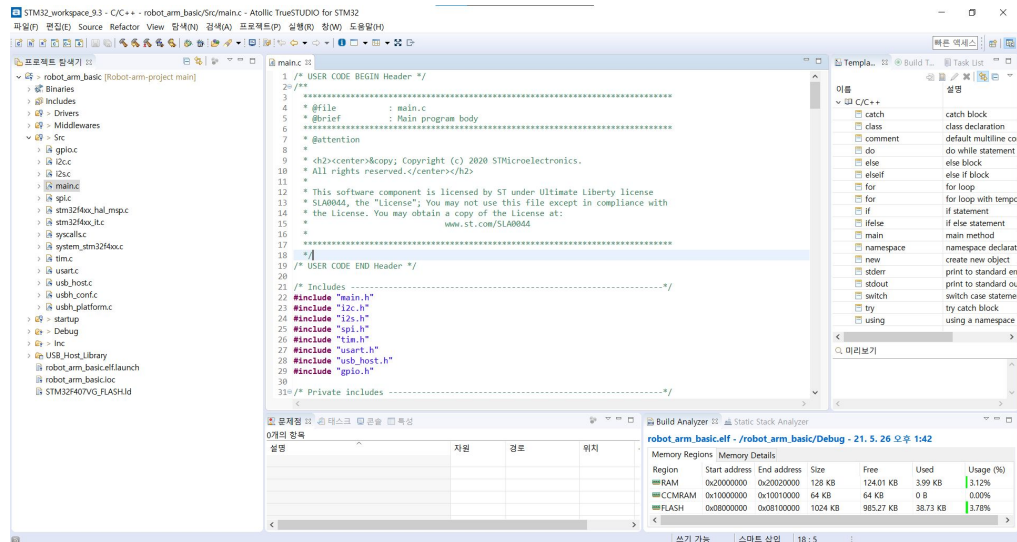 STM32_workspace_9.3 - C/C++ - robot_arm_basic/Src/main.c - Atollic TrueSTUDIO for STM32
파일(F) 편집(E) Source Refactor View 탐색(N) 검색(A) 프로젝트(P) 실행(R) 창(W) 도움말(H)
빠른 액세스
프로젝트 탐색기
robot_arm_basic [Robot-arm-project main]
Binaries
Includes
Drivers
Middlewares
Src
gpio.c
i2c.c
i2s.c
main.c
spi.c
stm32f4xx_hal_msp.c
stm32f4xx_it.c
syscalls.c
system_stm32f4xx.c
tim.c
usart.c
usb_host.c
usbh_conf.c
usbh_platform.c
startup
Debug
Inc
USB_Host_Library
robot_arm_basic.elf.launch
robot_arm_basic.ioc
STM32F407VG_FLASH.ld
main.c
1 /* USER CODE BEGIN Header */
2 /**
3 ******************************************************************************
4 * @file : main.c
5 * @brief : Main program body
6 ******************************************************************************
7 * @attention
8 *
9 * <h2><center>&copy; Copyright (c) 2020 STMicroelectronics.
10 * All rights reserved.</center></h2>
11 *
12 * This software component is licensed by ST under Ultimate Liberty license
13 * SLA0044, the "License"; You may not use this file except in compliance with
14 * the License. You may obtain a copy of the License at:
15 * www.st.com/SLA0044
16 *
17 ******************************************************************************
18 */
19 /* USER CODE END Header */
20
21 /* Includes ------------------------------------------------------------------*/
22 #include "main.h"
23 #include "i2c.h"
24 #include "i2s.h"
25 #include "spi.h"
26 #include "tim.h"
27 #include "usart.h"
28 #include "usb_host.h"
29 #include "gpio.h"
30
31 /* Private includes ----------------------------------------------------------*/
Templa... Build T... Task List
이름 설명
C/C++
catch catch block
class class declaration
comment default multiline co
do do while statement
else else block
elseif else if block
for for loop
for for loop with tempo
if if statement
ifelse if else statement
main main method
namespace namespace declarat
new create new object
stderr print to standard en
stdout print to standard ou
switch switch case stateme
try try catch block
using using a namespace
미리보기
문제점 태스크 콘솔 특성
0개의 항목
설명 자원 경로 위치
Build Analyzer Static Stack Analyzer
robot_arm_basic.elf - /robot_arm_basic/Debug - 21. 5. 26 오후 1:42
Memory Regions Memory Details
Region Start address End address Size Free Used Usage (%)
RAM 0x20000000 0x20020000 128 KB 124.01 KB 3.99 KB 3.12%
CCMRAM 0x10000000 0x10010000 64 KB 64 KB 0 B 0.00%
FLASH 0x08000000 0x08100000 1024 KB 985.27 KB 38.73 KB 3.78%
쓰기 가능 스마트 삽입 18 : 5